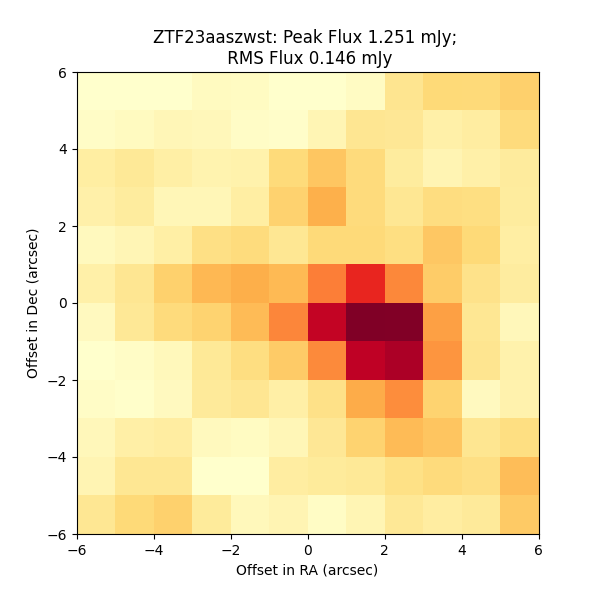 ZTF23aaszwst: Peak Flux 1.251 mJy;
RMS Flux 0.146 mJy
6
4
2
0
−2
−4
−6
Offset in Dec (arcsec)
−6 −4 −2 0 2 4 6
Offset in RA (arcsec)